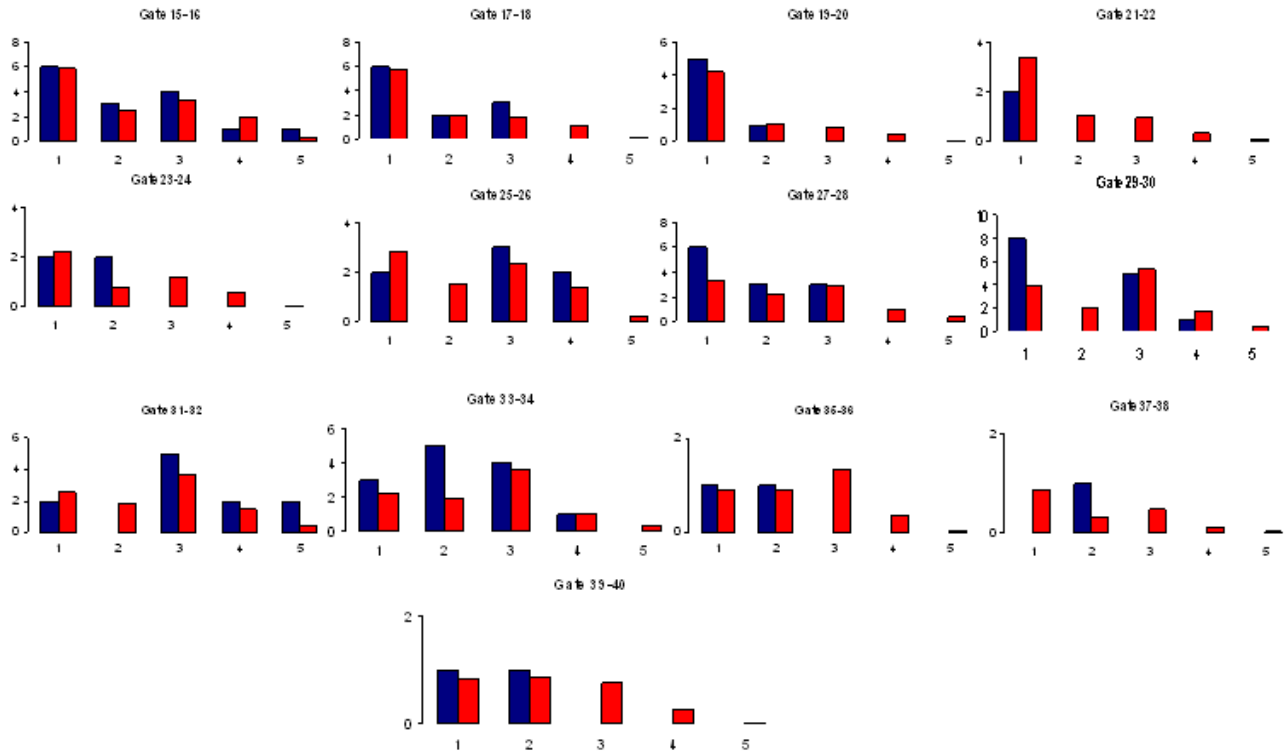 Gate 15-16
8
6
4
2
0
1 2 3 4 5
Gate 17-18
8
6
4
2
0
1 2 3 4 5
Gate 19-20
6
4
2
0
1 2 3 4 5
Gate 21-22
4
2
0
1 2 3 4 5
Gate 23-24
4
2
0
1 2 3 4 5
Gate 25-26
4
2
0
1 2 3 4 5
Gate 27-28
8
6
4
2
0
1 2 3 4 5
Gate 29-30
10
8
6
4
2
0
1 2 3 4 5
Gate 31-32
6
4
2
0
1 2 3 4 5
Gate 33-34
6
4
2
0
1 2 3 4 5
Gate 35-36
2
0
1 2 3 4 5
Gate 37-38
2
0
1 2 3 4 5
Gate 39-40
2
0
1 2 3 4 5